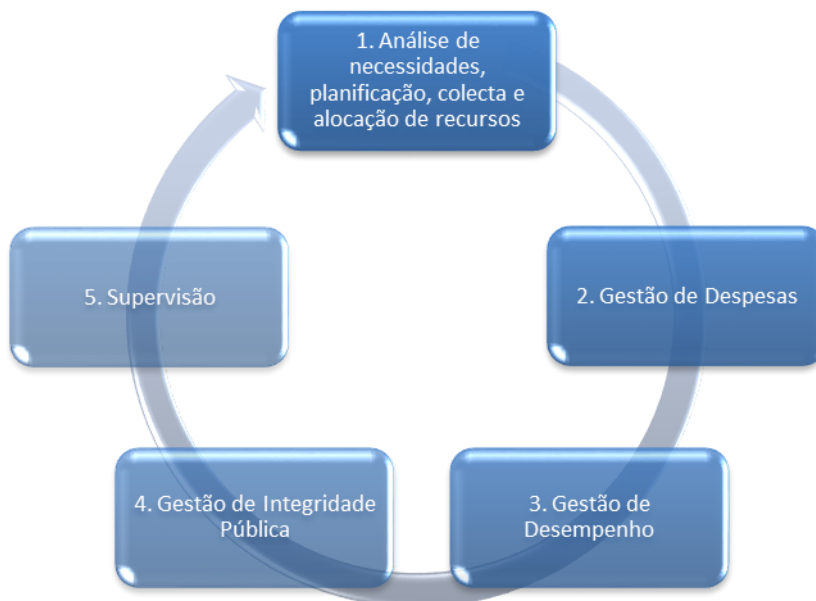 1. Análise de
necessidades,
planificação, colecta e
alocação de recursos
2. Gestão de Despesas
3. Gestão de
Desempenho
4. Gestão de Integridade
Pública
5. Supervisão